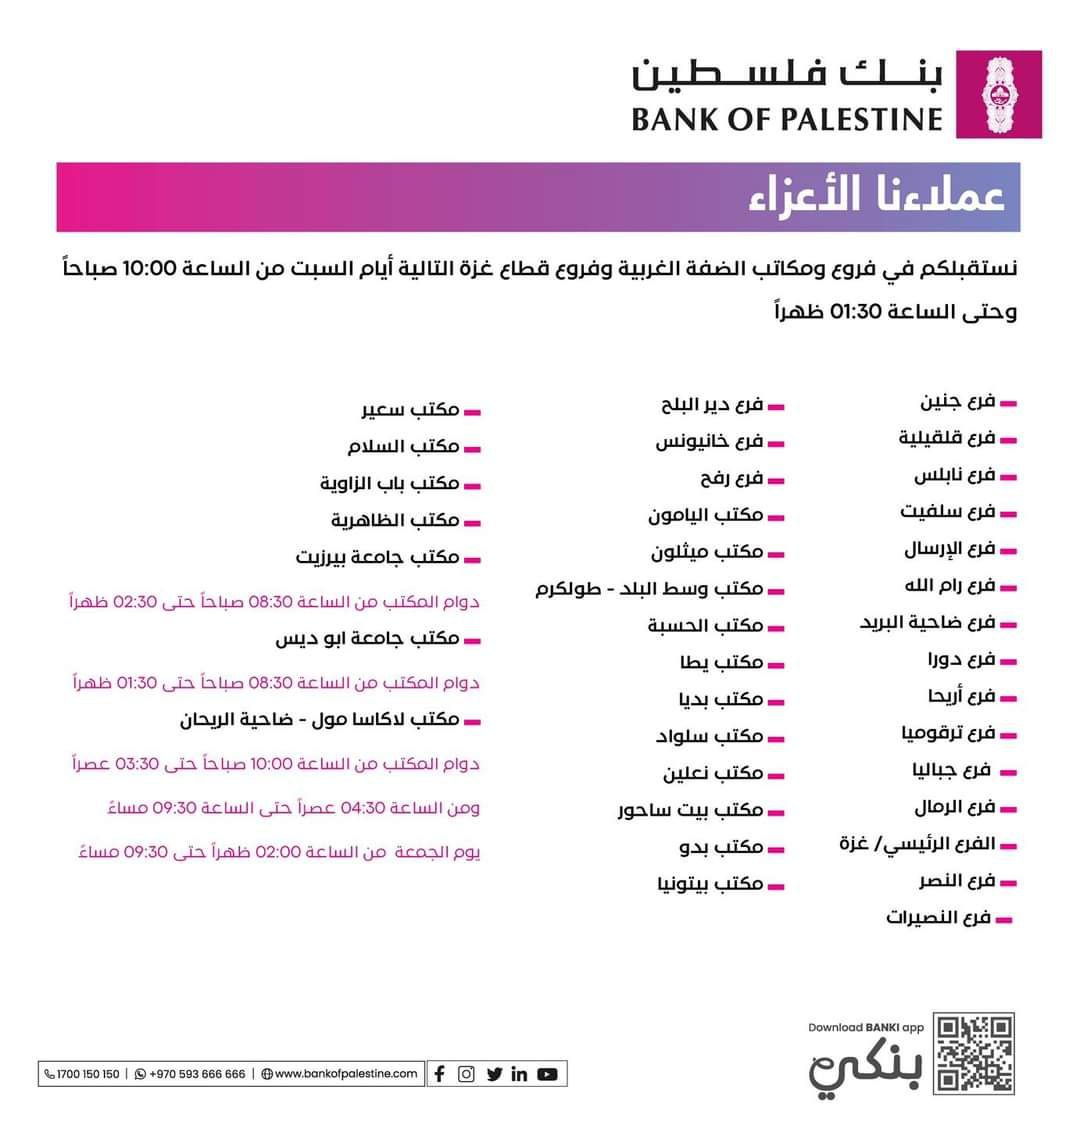 بنك فلسطين
BANK OF PALESTINE
عملاءنا الأعزاء
نستقبلكم في فروع ومكاتب الضفة الغربية وفروع قطاع غزة التالية أيام السبت من الساعة 10:00 صباحاً
وحتى الساعة 01:30 ظهراً
فرع جنين
فرع قلقيلية
فرع نابلس
فرع سلفيت
فرع الإرسال
فرع رام الله
فرع ضاحية البريد
فرع دورا
فرع أريحا
فرع ترقوميا
فرع جباليا
فرع الرمال
الفرع الرئيسي/ غزة
فرع النصر
فرع النصيرات
فرع دير البلح
فرع خانيونس
فرع رفح
مكتب اليامون
مكتب ميثلون
مكتب وسط البلد - طولكرم
مكتب الحسبة
مكتب يطا
مكتب بديا
مكتب سلواد
مكتب نعلين
مكتب بيت ساحور
مكتب بدو
مكتب بيتونيا
مكتب سعير
مكتب السلام
مكتب باب الزاوية
مكتب الظاهرية
مكتب جامعة بيرزيت
دوام المكتب من الساعة 08:30 صباحاً حتى 02:30 ظهراً
مكتب جامعة ابو ديس
دوام المكتب من الساعة 08:30 صباحاً حتى 01:30 ظهراً
مكتب لاكاسا مول - ضاحية الريحان
دوام المكتب من الساعة 10:00 صباحاً حتى 03:30 عصراً
ومن الساعة 04:30 عصراً حتى الساعة 09:30 مساءً
يوم الجمعة من الساعة 02:00 ظهراً حتى 09:30 مساءً
Download BANKI app
بنكي
1700 150 150 | +970 593 666 666 | www.bankofpalestine.com